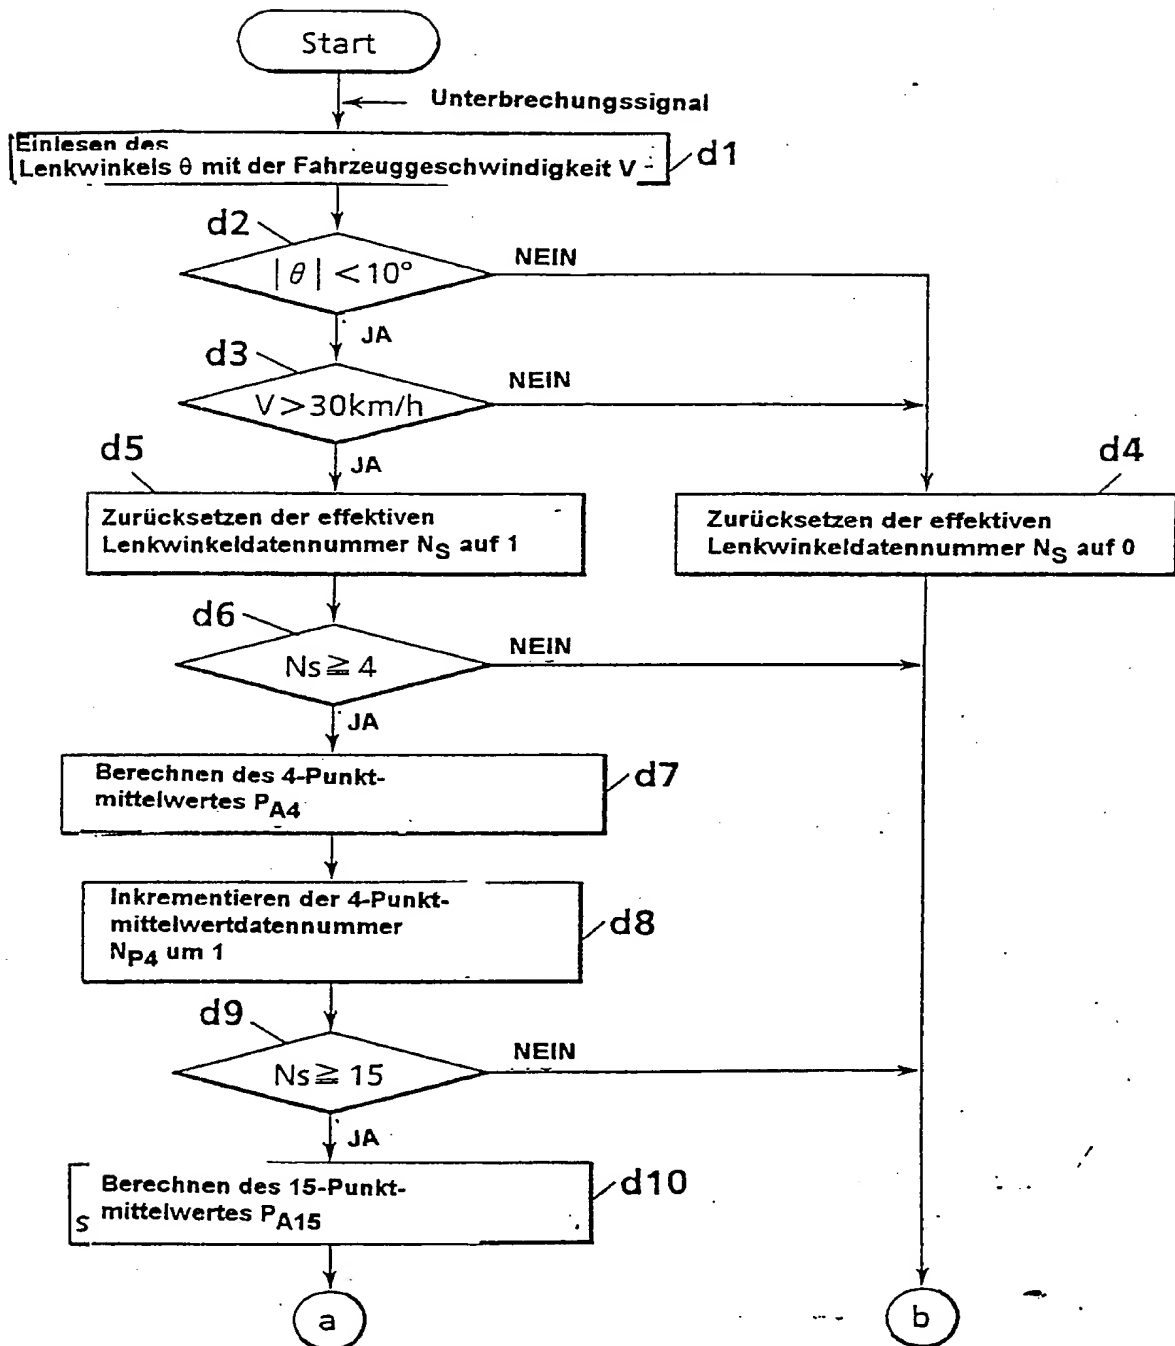 Start
Unterbrechungssignal
Einlesen des
Lenkwinkels θ mit der Fahrzeuggeschwindigkeit V
d1
d2
|θ| <10°
NEIN
JA
d3
V>30km/h
NEIN
JA
d5
Zurücksetzen der effektiven
Lenkwinkeldatennummer NS auf 1
d4
Zurücksetzen der effektiven
Lenkwinkeldatennummer NS auf 0
d6
Ns≧4
NEIN
JA
Berechnen des 4-Punkt-
mittelwertes PA4
d7
Inkrementieren der 4-Punkt-
mittelwertdatennummer
NP4 um 1
d8
d9
Ns≧15
NEIN
JA
Berechnen des 15-Punkt-
s mittelwertes PA15
d10
a
b